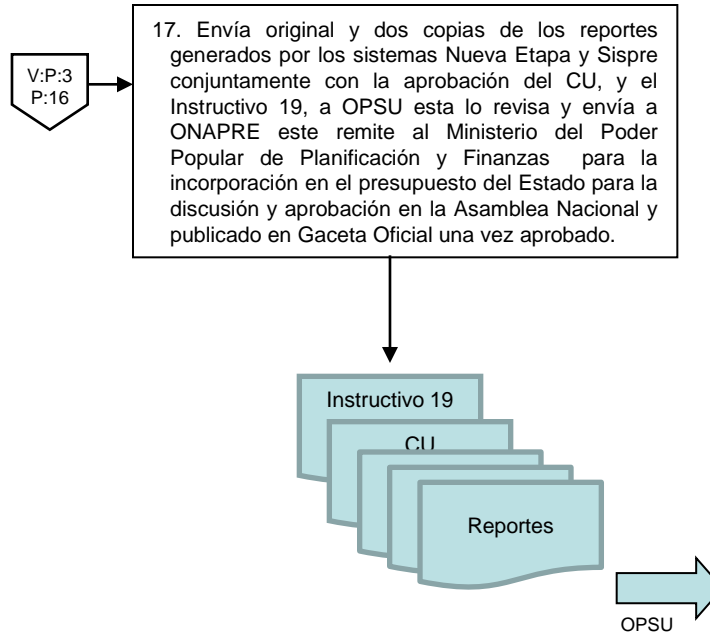 V:P:3
P:16
17. Envía original y dos copias de los reportes
generados por los sistemas Nueva Etapa y Sispre
conjuntamente con la aprobación del CU, y el
Instructivo 19, a OPSU esta lo revisa y envía a
ONAPRE este remite al Ministerio del Poder
Popular de Planificación y Finanzas para la
incorporación en el presupuesto del Estado para la
discusión y aprobación en la Asamblea Nacional y
publicado en Gaceta Oficial una vez aprobado.
Instructivo 19
CU
Reportes
OPSU